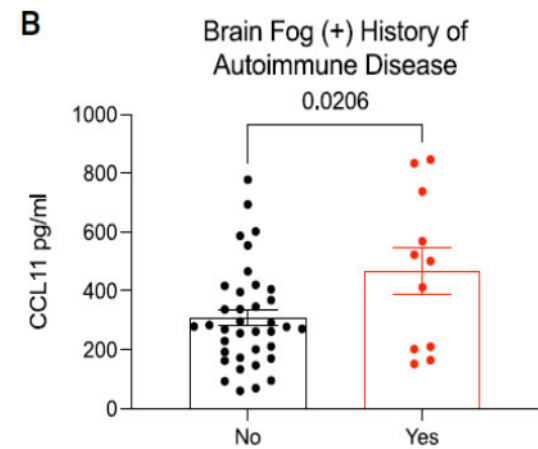 B
Brain Fog (+) History of
Autoimmune Disease
0.0206
1000
800
600
400
200
0
CCL11 pg/ml
No
Yes